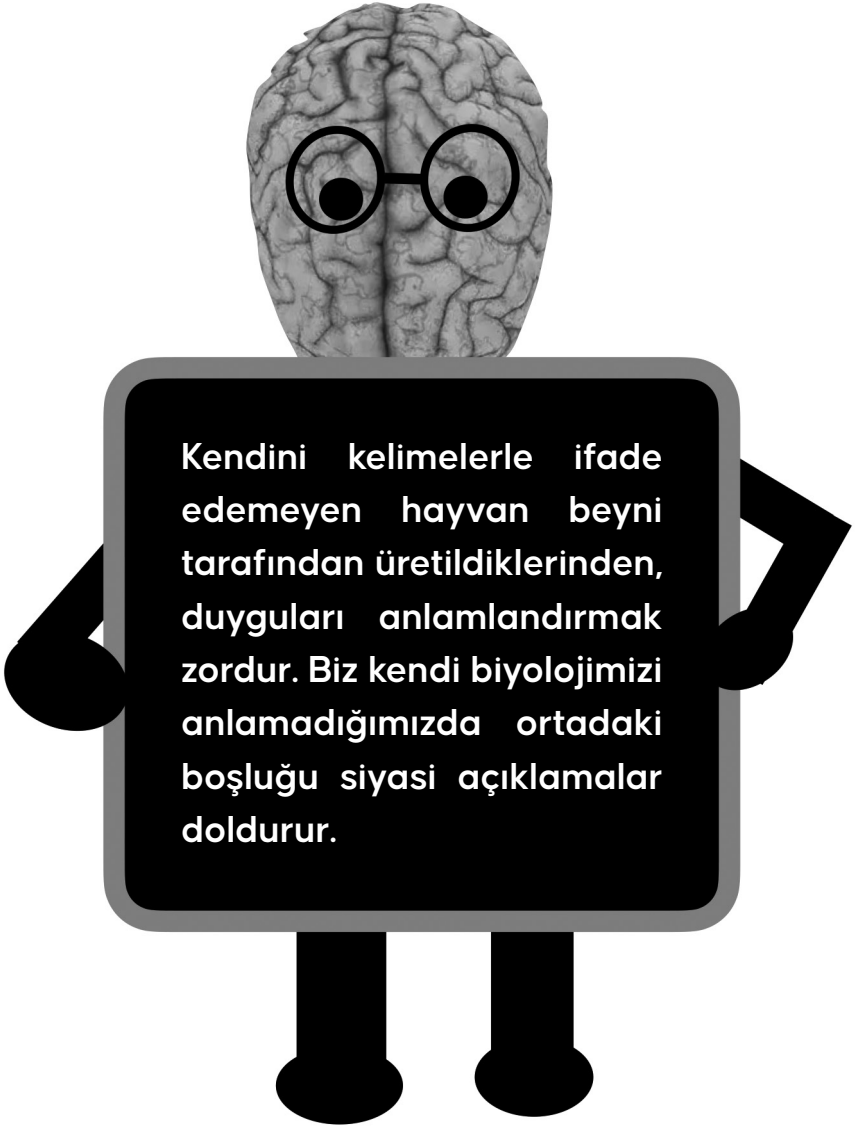 Kendini kelimelerle ifade
edemeyen hayvan beyni
tarafından üretildiklerinden,
duyguları anlamlandırmak
zordur. Biz kendi biyolojimizi
anlamadığımızda ortadaki
boşluğu siyasi açıklamalar
doldurur.